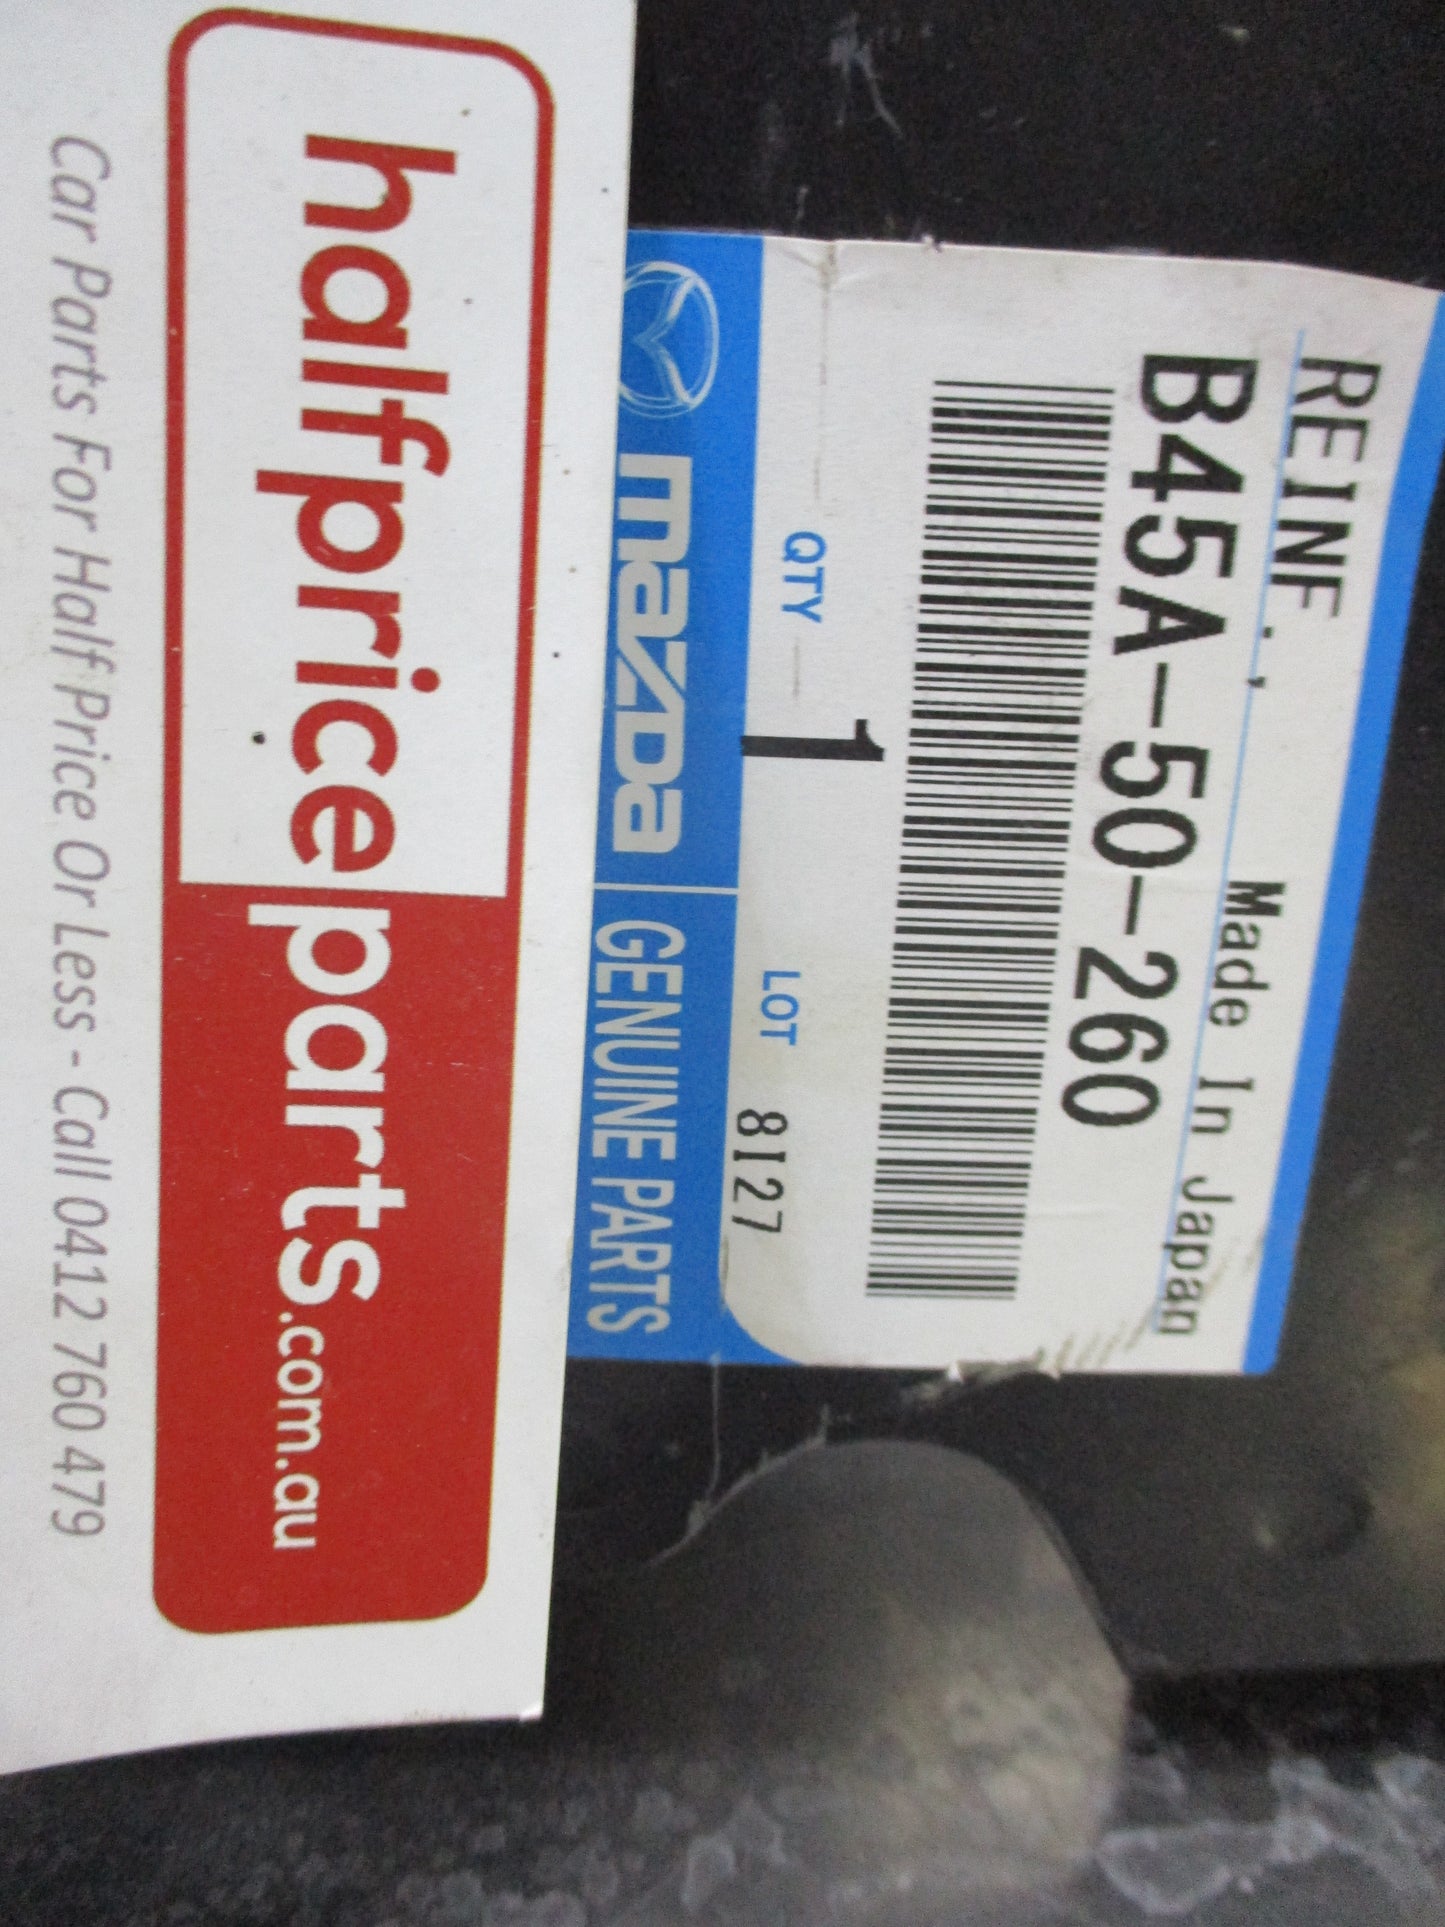 REINF.,
Made In Japan
B45A-50-260
QTY 1
LOT 8I27
mazda GENUINE PARTS
halfpriceparts.com.au
Car Parts For Half Price Or Less - Call 0412 760 479